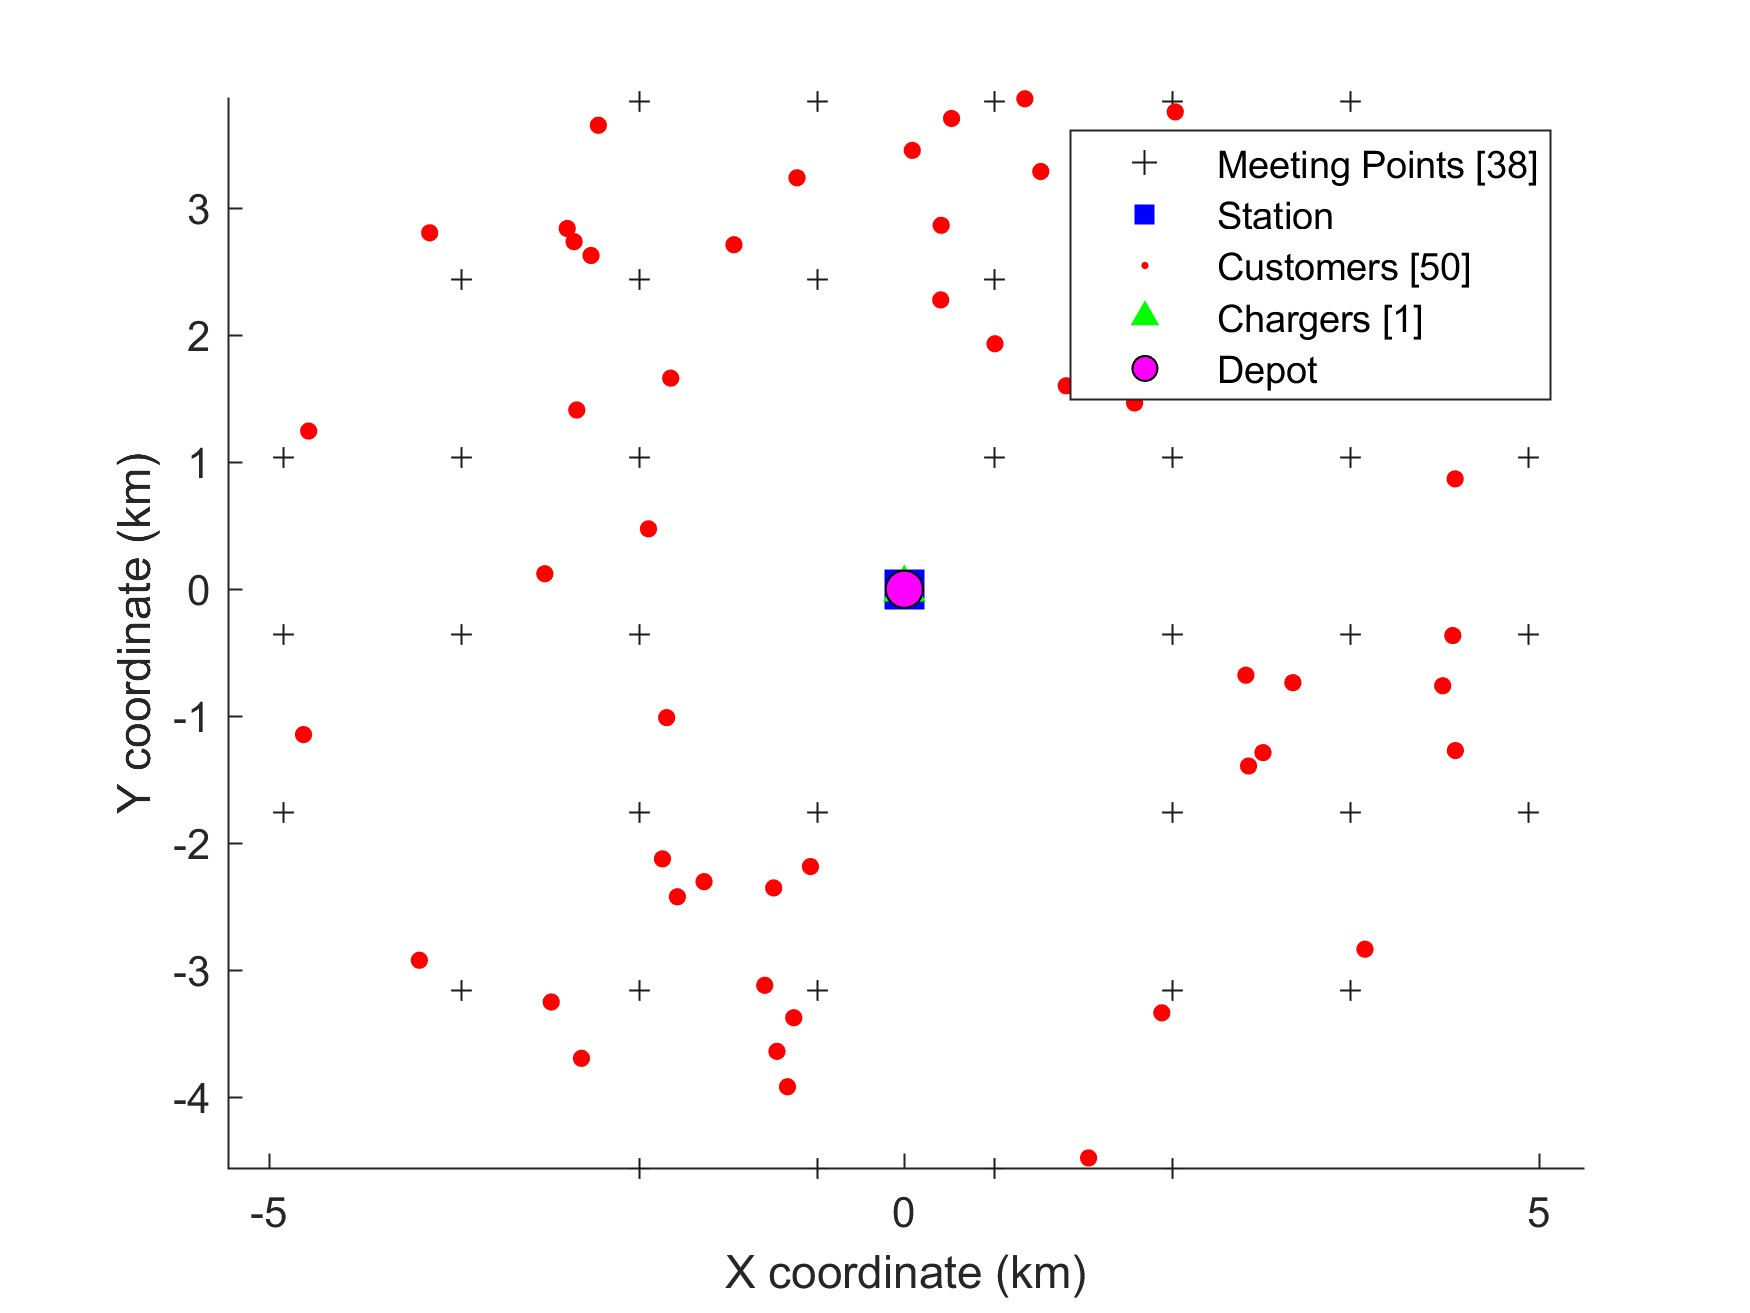 Meeting Points [38]
Station
Customers [50]
Chargers [1]
Depot
3
2
1
0
-1
-2
-3
-4
Y coordinate (km)
-5
0
5
X coordinate (km)